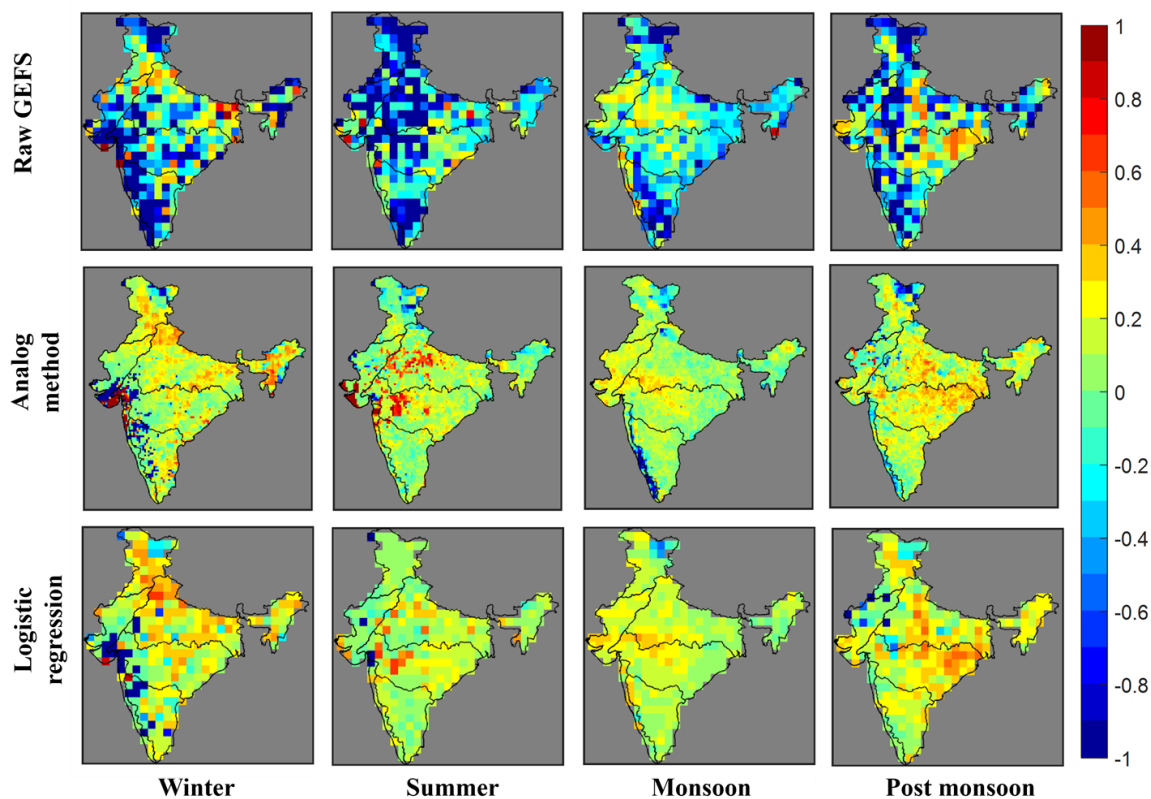 Raw GEFS
Analog
method
Logistic
regression
Winter
Summer
Monsoon
Post monsoon
1
0.8
0.6
0.4
0.2
0
-0.2
-0.4
-0.6
-0.8
-1